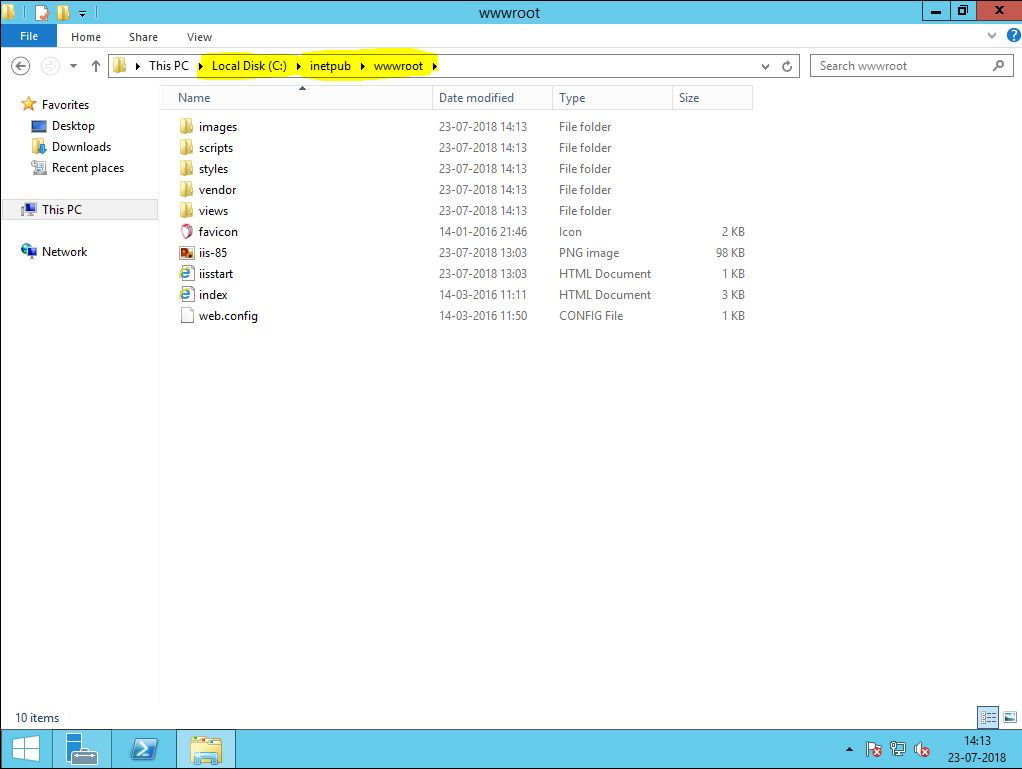 wwwroot
File Home Share View
This PC Local Disk (C:) inetpub wwwroot Search wwwroot
Name Date modified Type Size
Favorites
Desktop
Downloads
Recent places
This PC
Network
images 23-07-2018 14:13 File folder
scripts 23-07-2018 14:13 File folder
styles 23-07-2018 14:13 File folder
vendor 23-07-2018 14:13 File folder
views 23-07-2018 14:13 File folder
favicon 14-01-2016 21:46 Icon 2 KB
iis-85 23-07-2018 13:03 PNG image 98 KB
iisstart 23-07-2018 13:03 HTML Document 1 KB
index 14-03-2016 11:11 HTML Document 3 KB
web.config 14-03-2016 11:50 CONFIG File 1 KB
10 items
14:13
23-07-2018